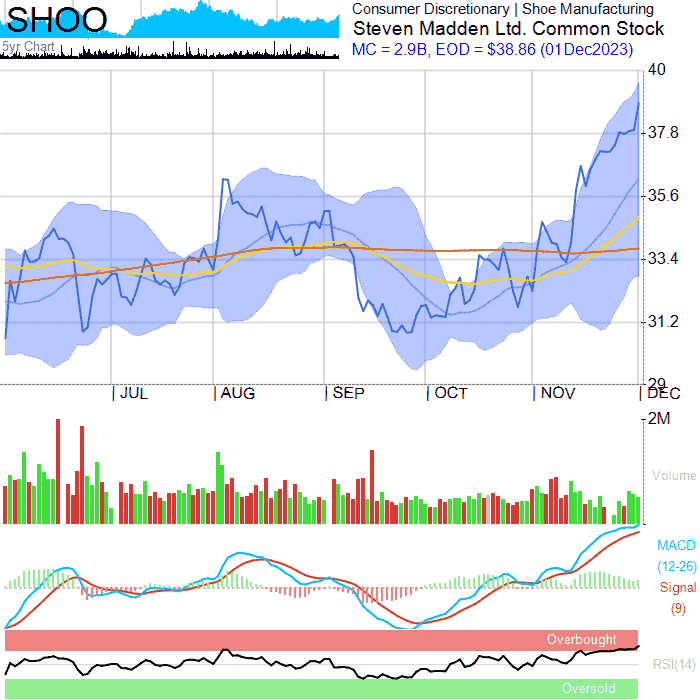 SHOO
Consumer Discretionary | Shoe Manufacturing
Steven Madden Ltd. Common Stock
5yr Chart
MC = 2.9B, EOD = $38.86 (01Dec2023)
40
37.8
35.6
33.4
31.2
29
| JUL | AUG | SEP | OCT | NOV | DEC
2M
Volume
MACD
(12-26)
Signal
(9)
Overbought
RSI(14)
Oversold